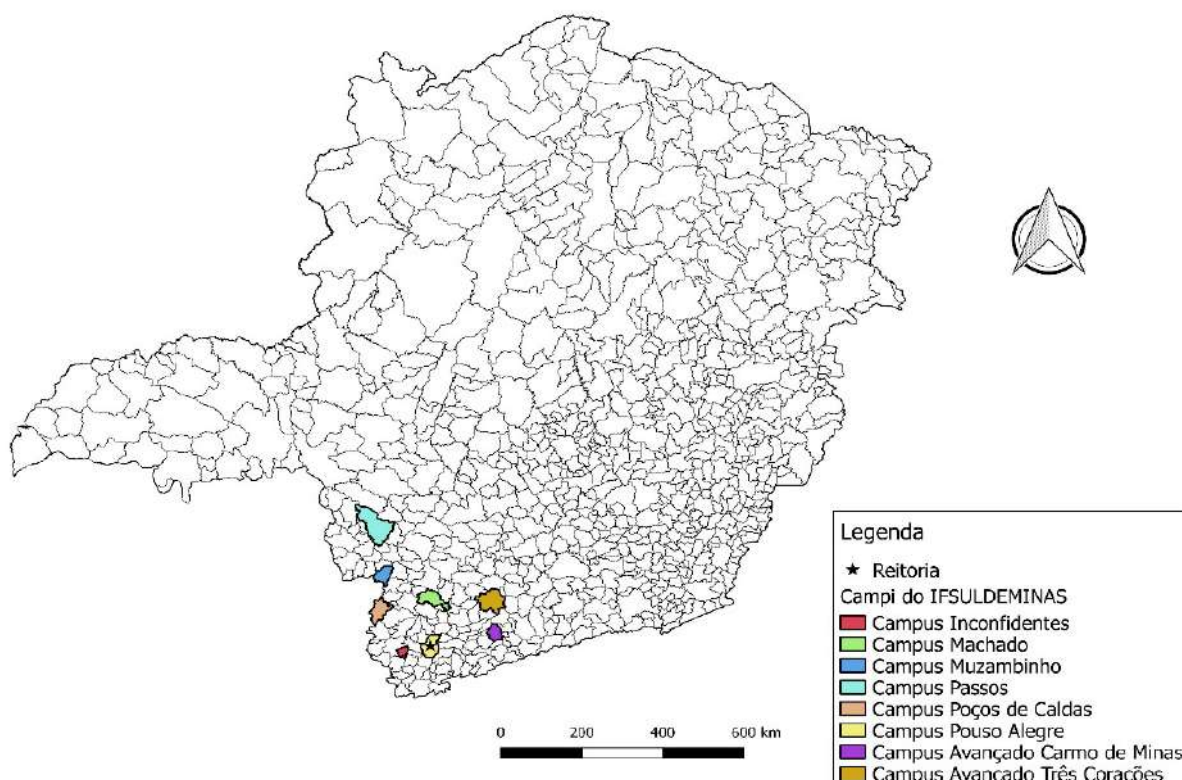 0 200 400 600 km
Legenda
★ Reitoria
Campi do IFSULDEMINAS
Campus Inconfidentes
Campus Machado
Campus Muzambinho
Campus Passos
Campus Poços de Caldas
Campus Pouso Alegre
Campus Avançado Carmo de Minas
Campus Avançado Três Corações